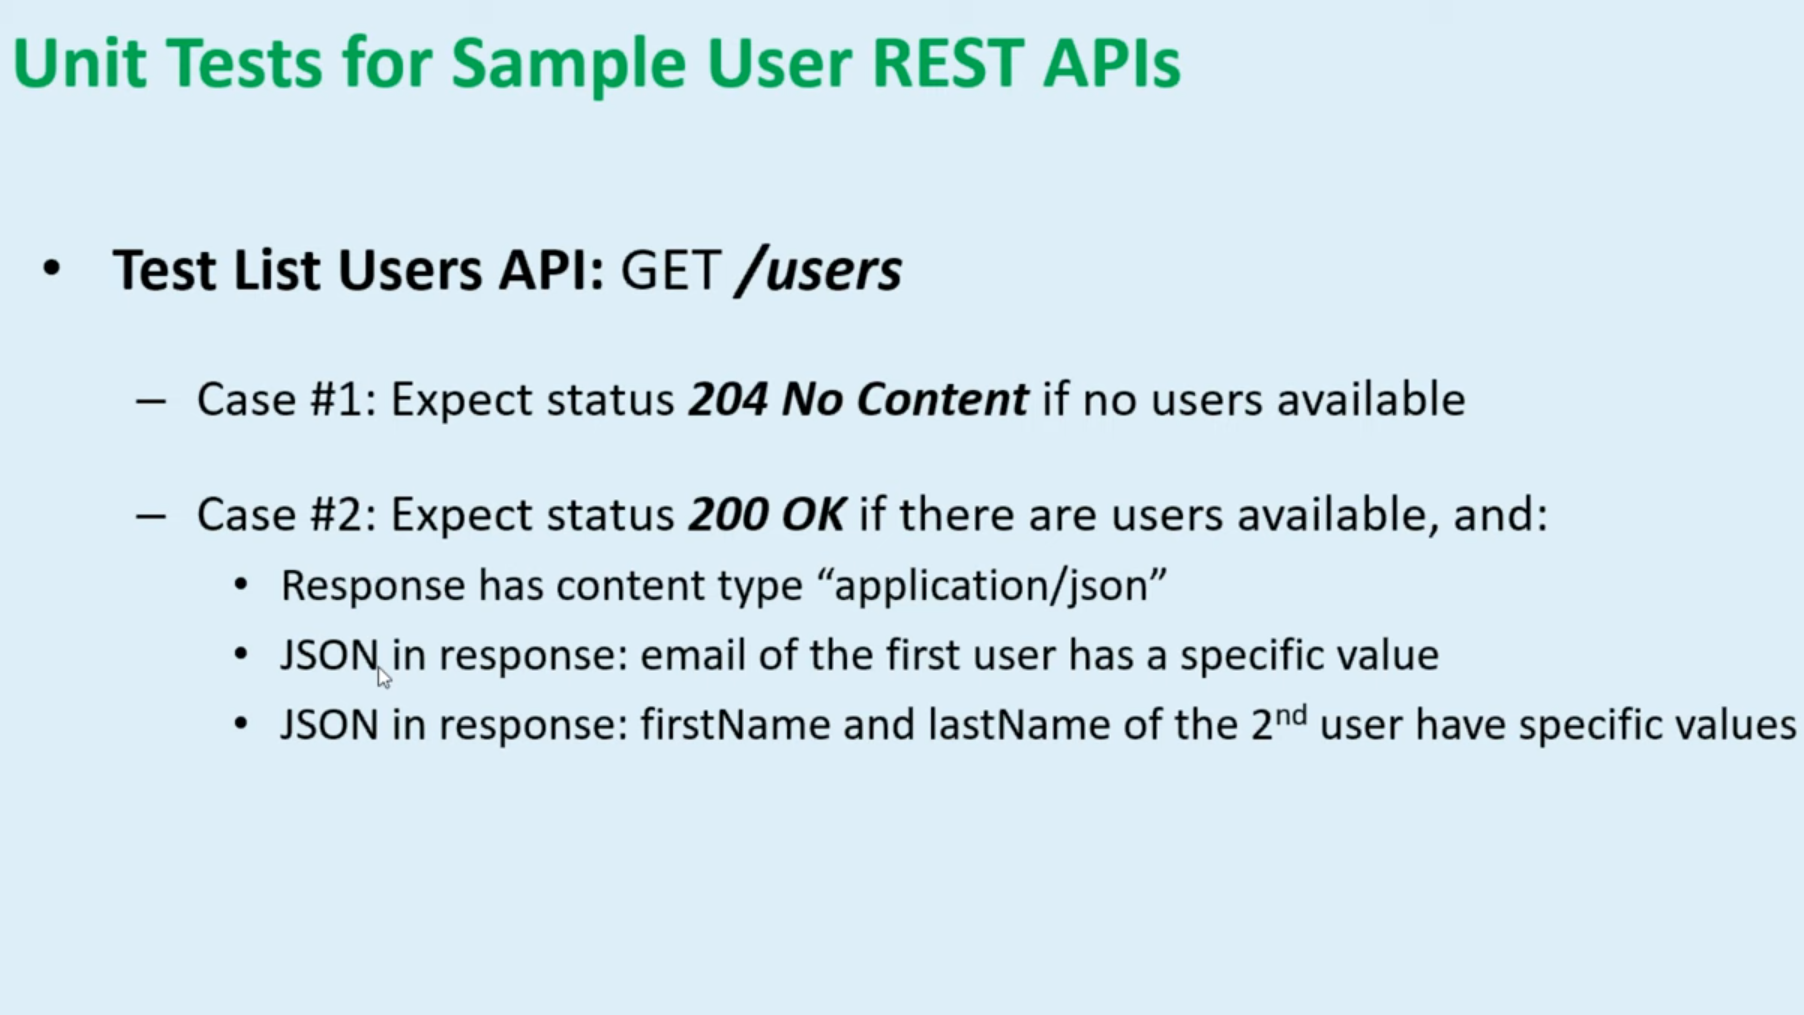 Unit Tests for Sample User REST APIs
• Test List Users API: GET /users
– Case #1: Expect status 204 No Content if no users available
– Case #2: Expect status 200 OK if there are users available, and:
• Response has content type “application/json”
• JSON in response: email of the first user has a specific value
• JSON in response: firstName and lastName of the 2nd user have specific values